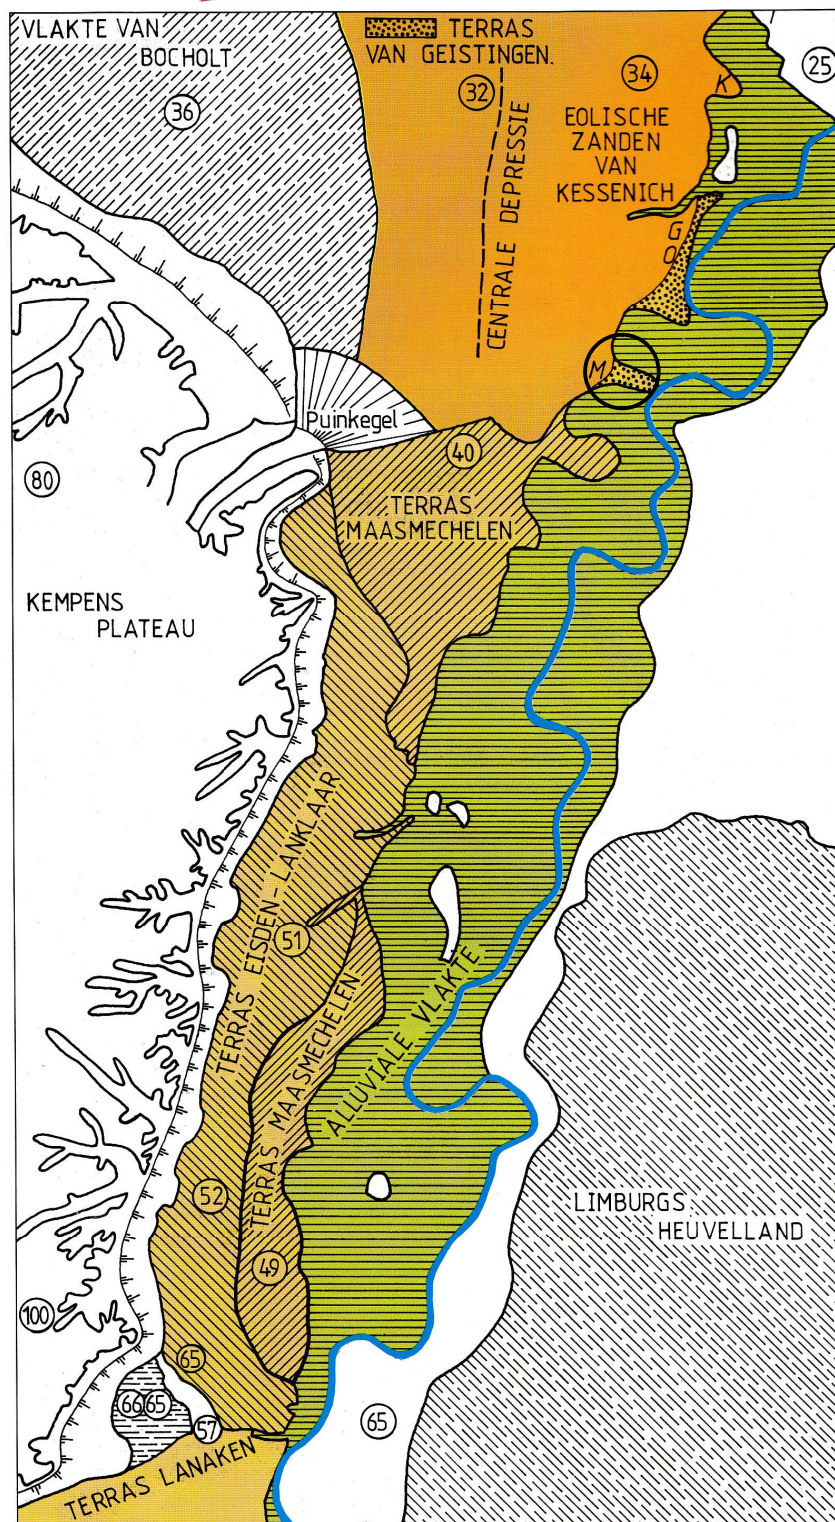 VLAKTE VAN
BOCHOLT
36
TERRAS
VAN GEISTINGEN.
32
34
25
K
CENTRALE DEPRESSIE
EOLISCHE
ZANDEN
VAN
KESSENICH
G
O
M
Puinkegel
40
80
TERRAS
MAASMECHELEN
KEMPENS
PLATEAU
TERRAS EISDEN-LANKLAAR
51
TERRAS MAASMECHELEN
ALLUVIALE VLAKTE
52
49
LIMBURGS
HEUVELLAND
100
65
66 65
57
65
TERRAS LANAKEN